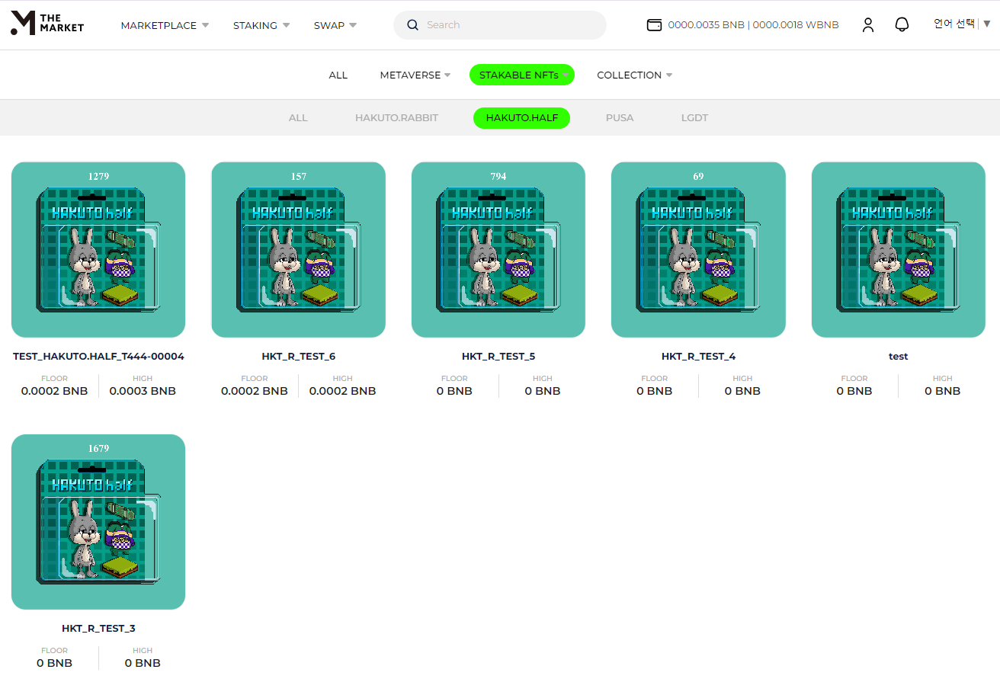 THE
MARKET
MARKETPLACE STAKING SWAP Search 0000.0035 BNB | 0000.0018 WBNB 언어 선택 ▼
ALL METAVERSE STAKABLE NFTs COLLECTION
ALL HAKUTO.RABBIT HAKUTO.HALF PUSA LGDT
1279 157 794 69
HAKUTO half HAKUTO half HAKUTO half HAKUTO half HAKUTO half
TEST_HAKUTO.HALF_T444-00004 HKT_R_TEST_6 HKT_R_TEST_5 HKT_R_TEST_4 test
FLOOR HIGH FLOOR HIGH FLOOR HIGH FLOOR HIGH FLOOR HIGH
0.0002 BNB 0.0003 BNB 0.0002 BNB 0.0002 BNB 0 BNB 0 BNB 0 BNB 0 BNB 0 BNB 0 BNB
1679
HAKUTO half
HKT_R_TEST_3
FLOOR HIGH
0 BNB 0 BNB